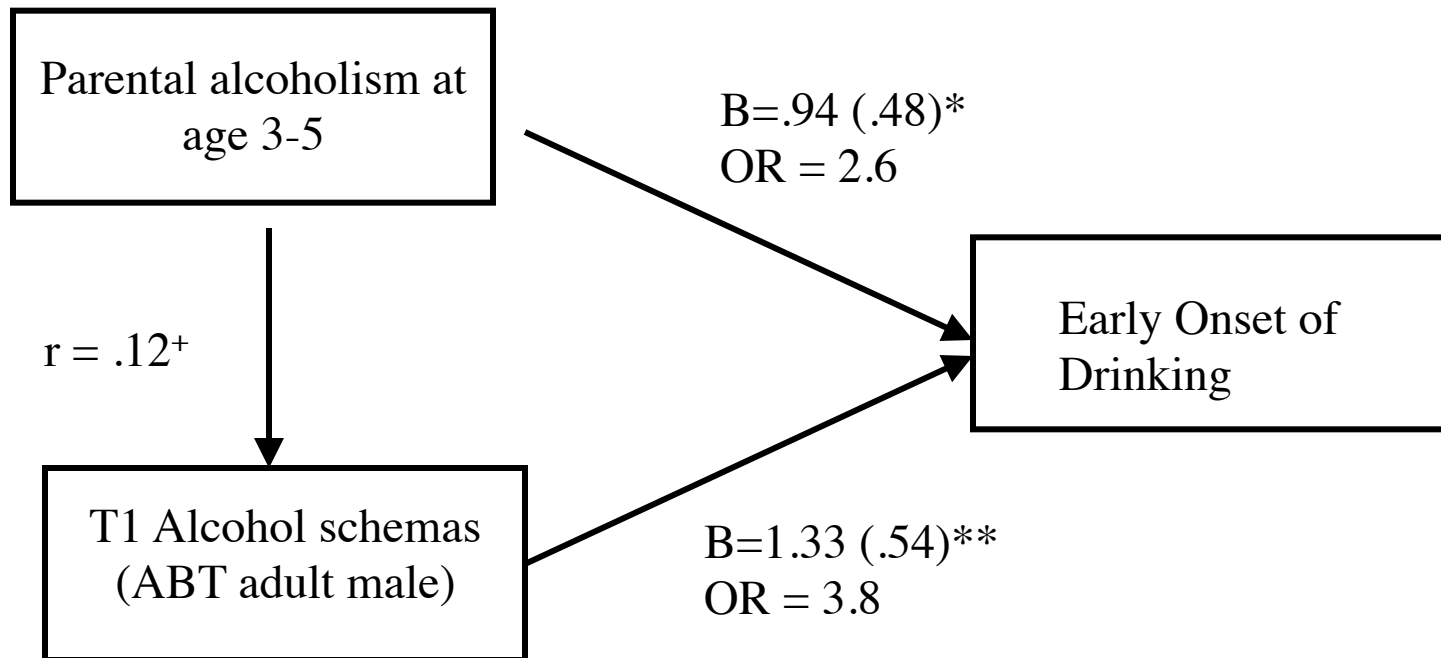 Parental alcoholism at
age 3-5
B=.94 (.48)*
OR = 2.6
Early Onset of
Drinking
r = .12⁺
T1 Alcohol schemas
(ABT adult male)
B=1.33 (.54)**
OR = 3.8